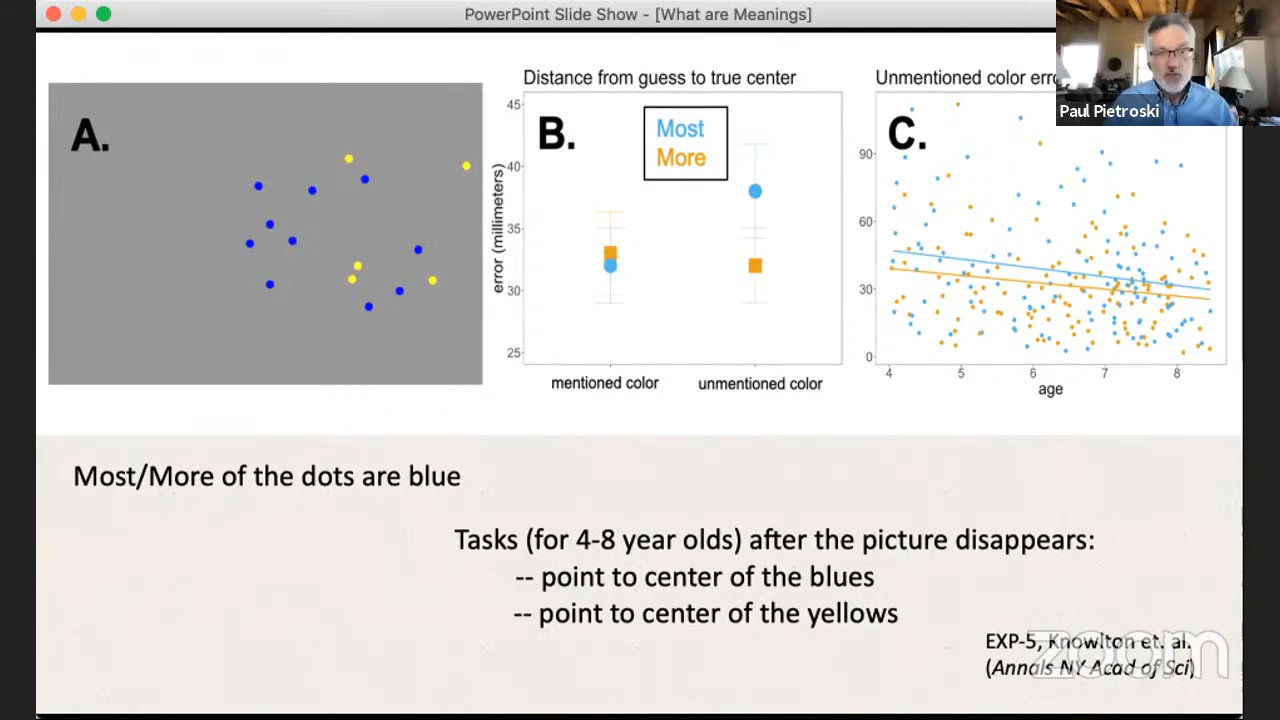 PowerPoint Slide Show - [What are Meanings]
Paul Pietroski
A.
Distance from guess to true center
B.
Most
More
error (millimeters)
45
40
35
30
25
mentioned color
unmentioned color
Unmentioned color
C.
90
60
30
0
4 5 6 7 8
age
Most/More of the dots are blue
Tasks (for 4-8 year olds) after the picture disappears:
-- point to center of the blues
-- point to center of the yellows
EXP-5, Knowlton et. al.
(Annals NY Acad of Sci)
zoom